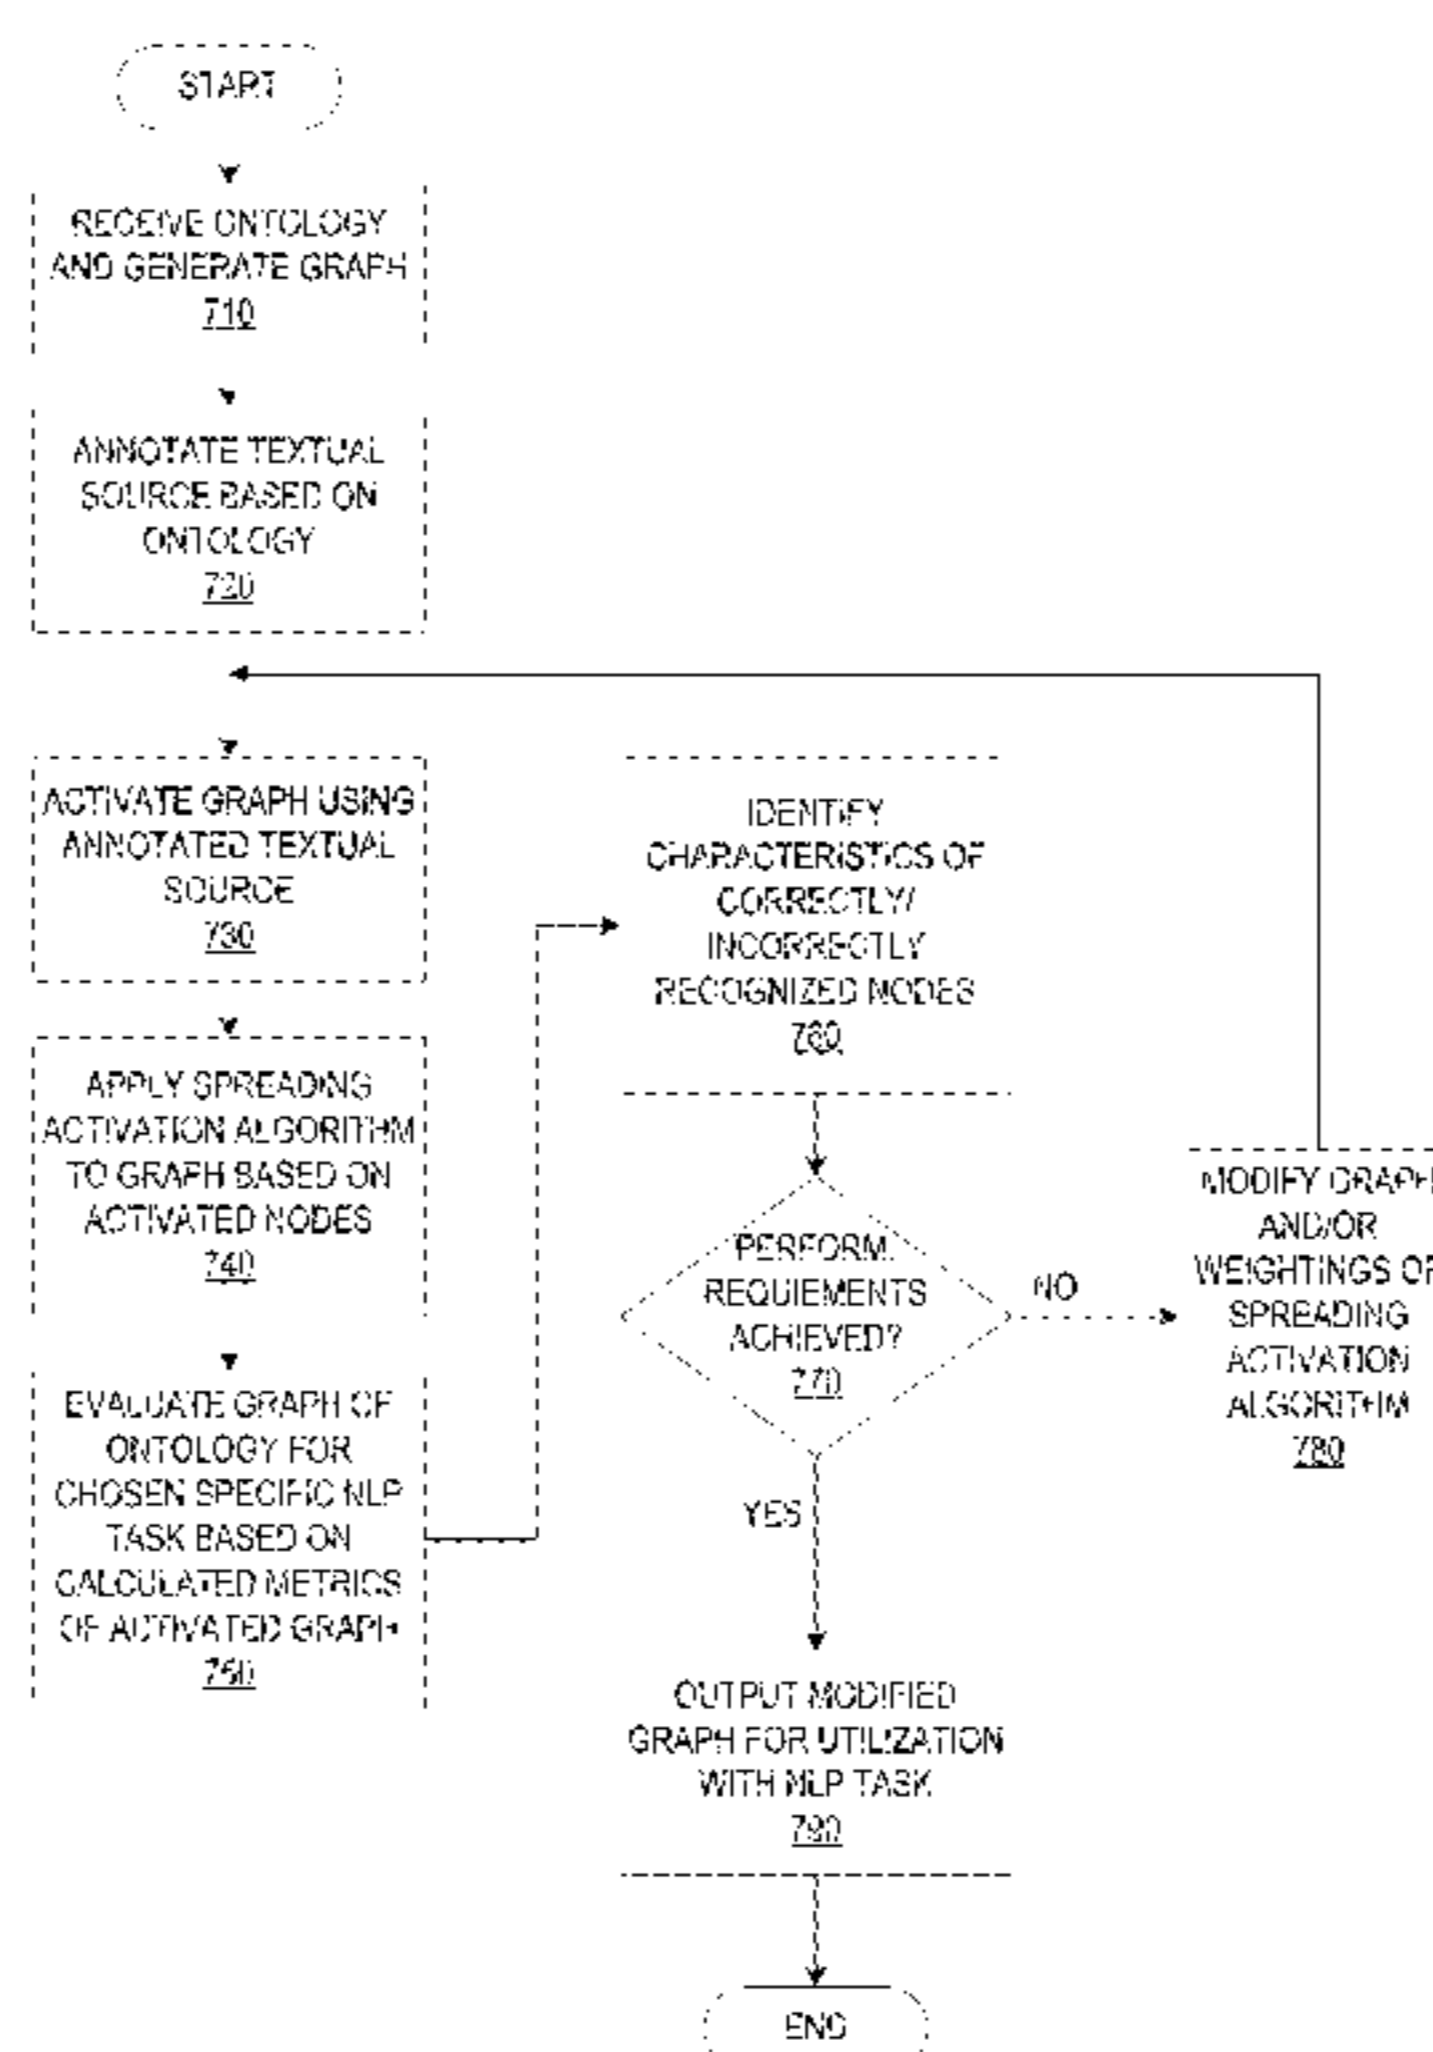 START
RECEIVE ONTOLOGY
AND GENERATE GRAPH
710
ANNOTATE TEXTUAL
SOURCE BASED ON
ONTOLOGY
720
ACTIVATE GRAPH USING
ANNOTATED TEXTUAL
SOURCE
730
APPLY SPREADING
ACTIVATION ALGORITHM
TO GRAPH BASED ON
ACTIVATED NODES
740
EVALUATE GRAPH OF
ONTOLOGY FOR
CHOSEN SPECIFIC NLP
TASK BASED ON
CALCULATED METRICS
OF ACTIVATED GRAPH
750
IDENTIFY
CHARACTERISTICS OF
CORRECTLY/
INCORRECTLY
RECOGNIZED NODES
760
PERFORM.
REQUIEMENTS
ACHIEVED?
770
NO
YES
MODIFY GRAPH
AND/OR
WEIGHTINGS OF
SPREADING
ACTIVATION
ALGORITHM
780
OUTPUT MODIFIED
GRAPH FOR UTILIZATION
WITH NLP TASK
790
END